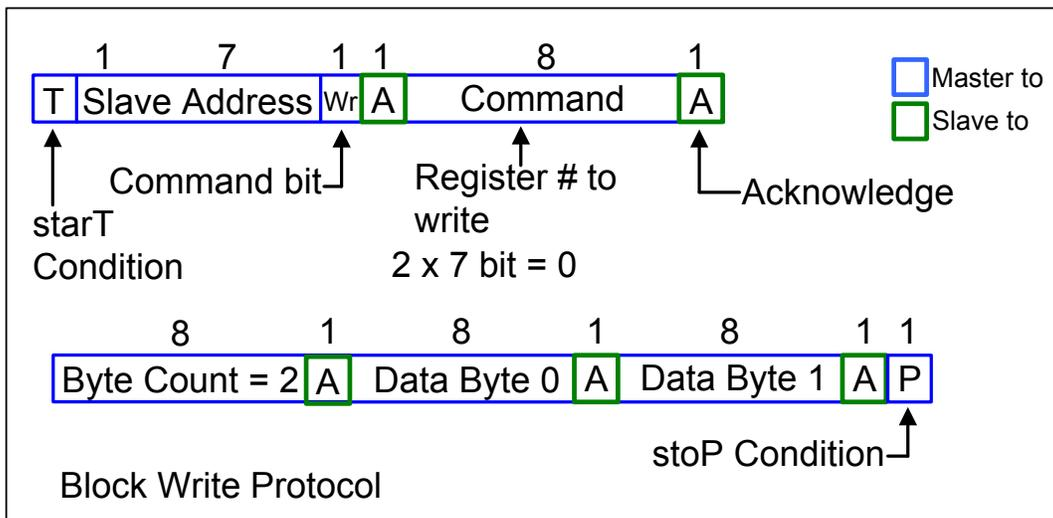 1 7 1 1 8 1
T Slave Address Wr A Command A
Master to
Slave to
Command bit
Register # to
write
Acknowledge
starT
Condition
2 x 7 bit = 0
8 1 8 1 8 1 1
Byte Count = 2 A Data Byte 0 A Data Byte 1 A P
stoP Condition
Block Write Protocol